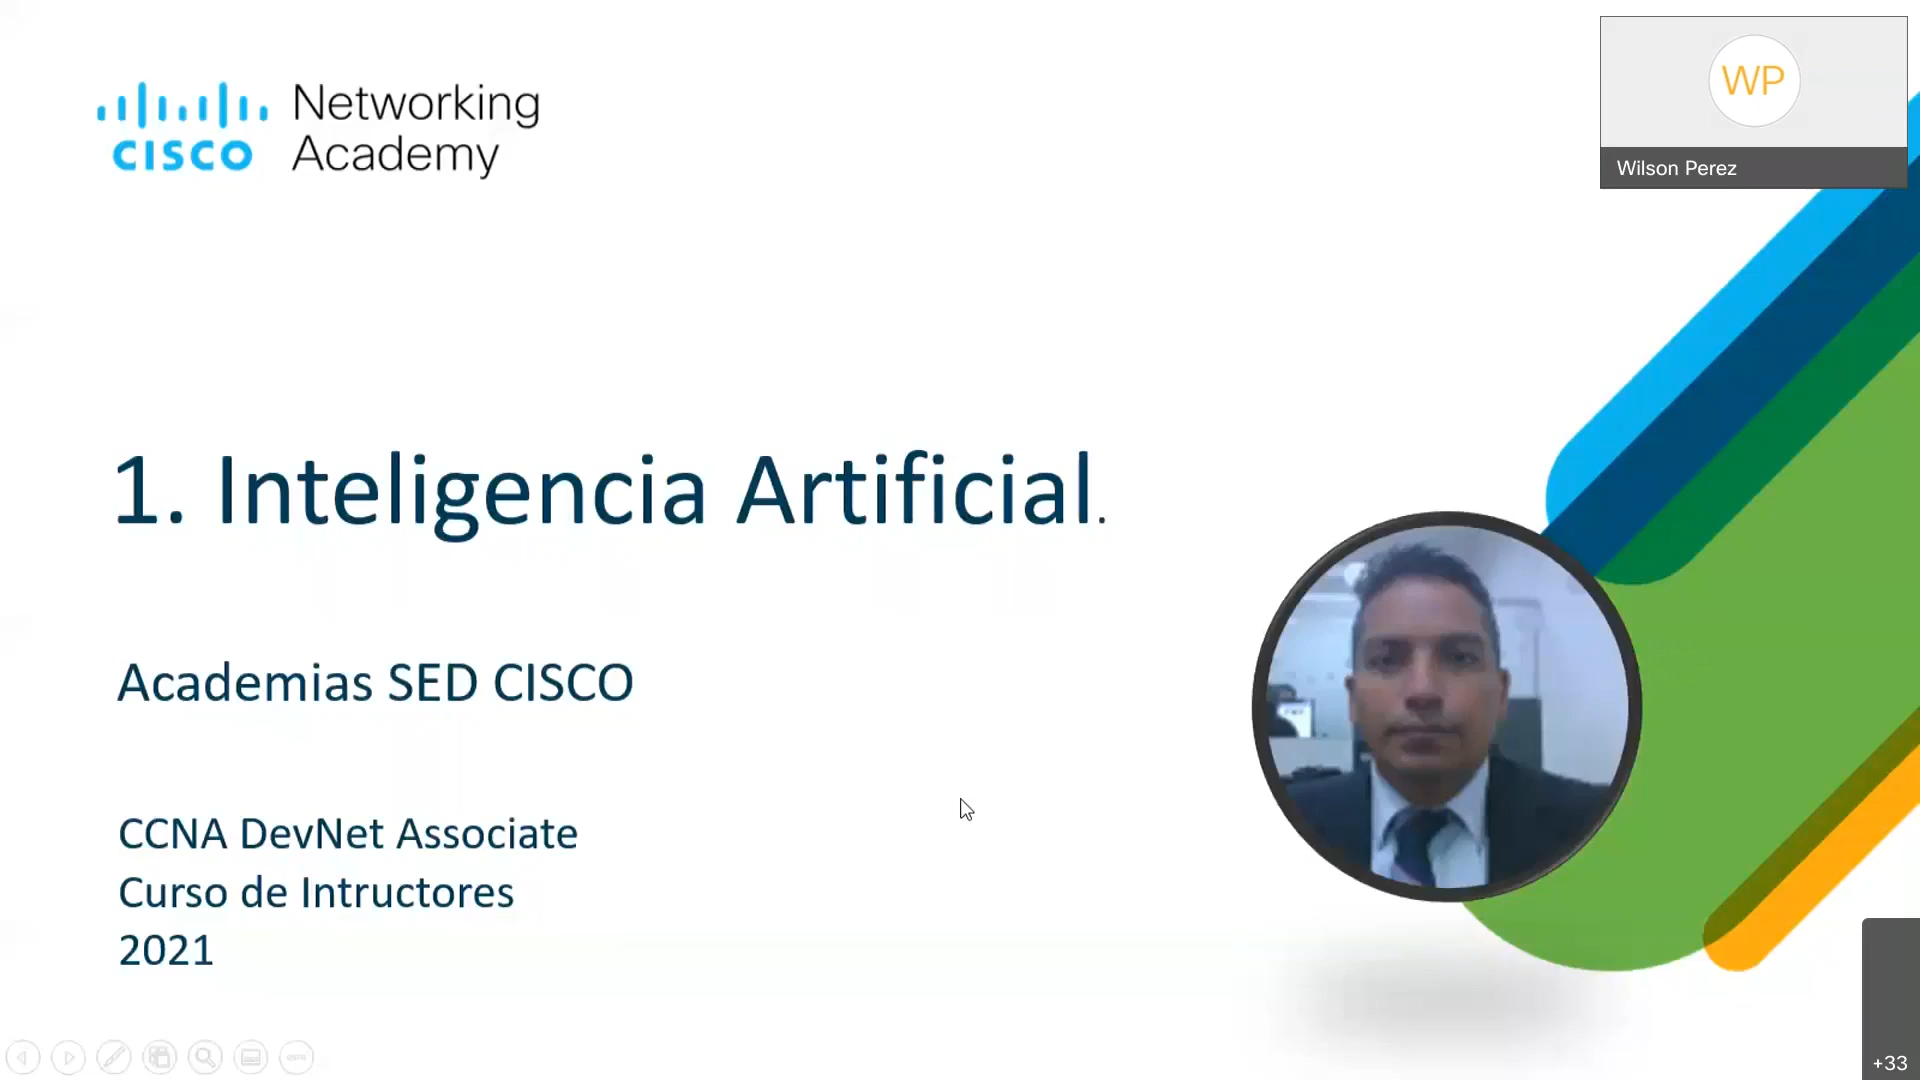 CISCO
Networking
Academy
WP
Wilson Perez
1. Inteligencia Artificial.
Academias SED CISCO
CCNA DevNet Associate
Curso de Intructores
2021
+33